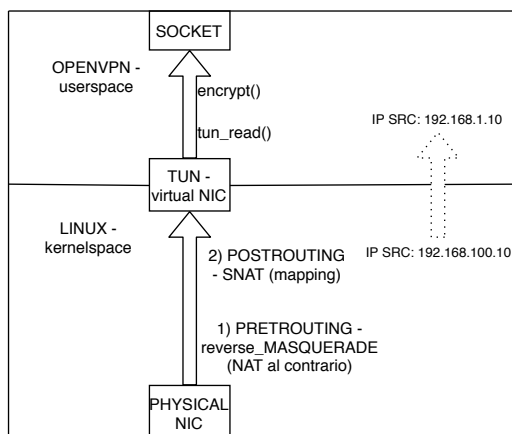 SOCKET
OPENVPN -
userspace
encrypt()
tun_read()
IP SRC: 192.168.1.10
TUN -
virtual NIC
LINUX -
kernelspace
2) POSTROUTING
- SNAT (mapping)
IP SRC: 192.168.100.10
1) PRETROUTING -
reverse_MASQUERADE
(NAT al contrario)
PHYSICAL
NIC